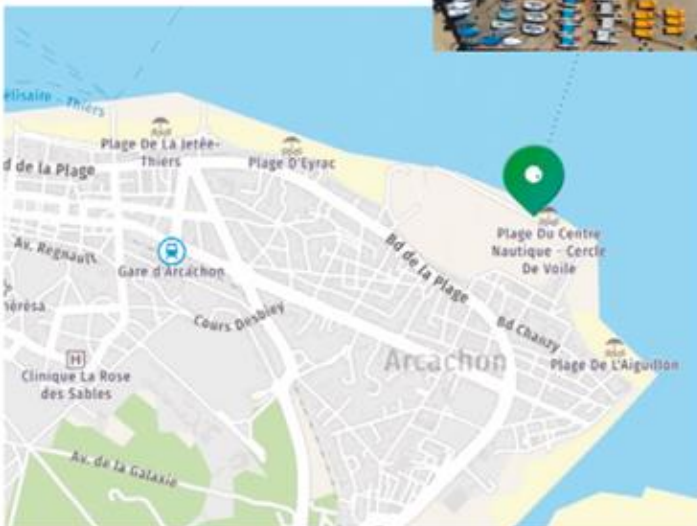 Plage De La Jetée-
Thiers
Plage D'Eyrac
de la Plage
Plage Du Centre
Nautique - Cercle
De Voile
Av. Regnault
Gare d'Arcachon
Bd de la Plage
Cours Desbiey
Bd Chanzy
Arcachon
Plage De L'Aiguillon
H
Clinique La Rose
des Sables
Av. de la Galaxie